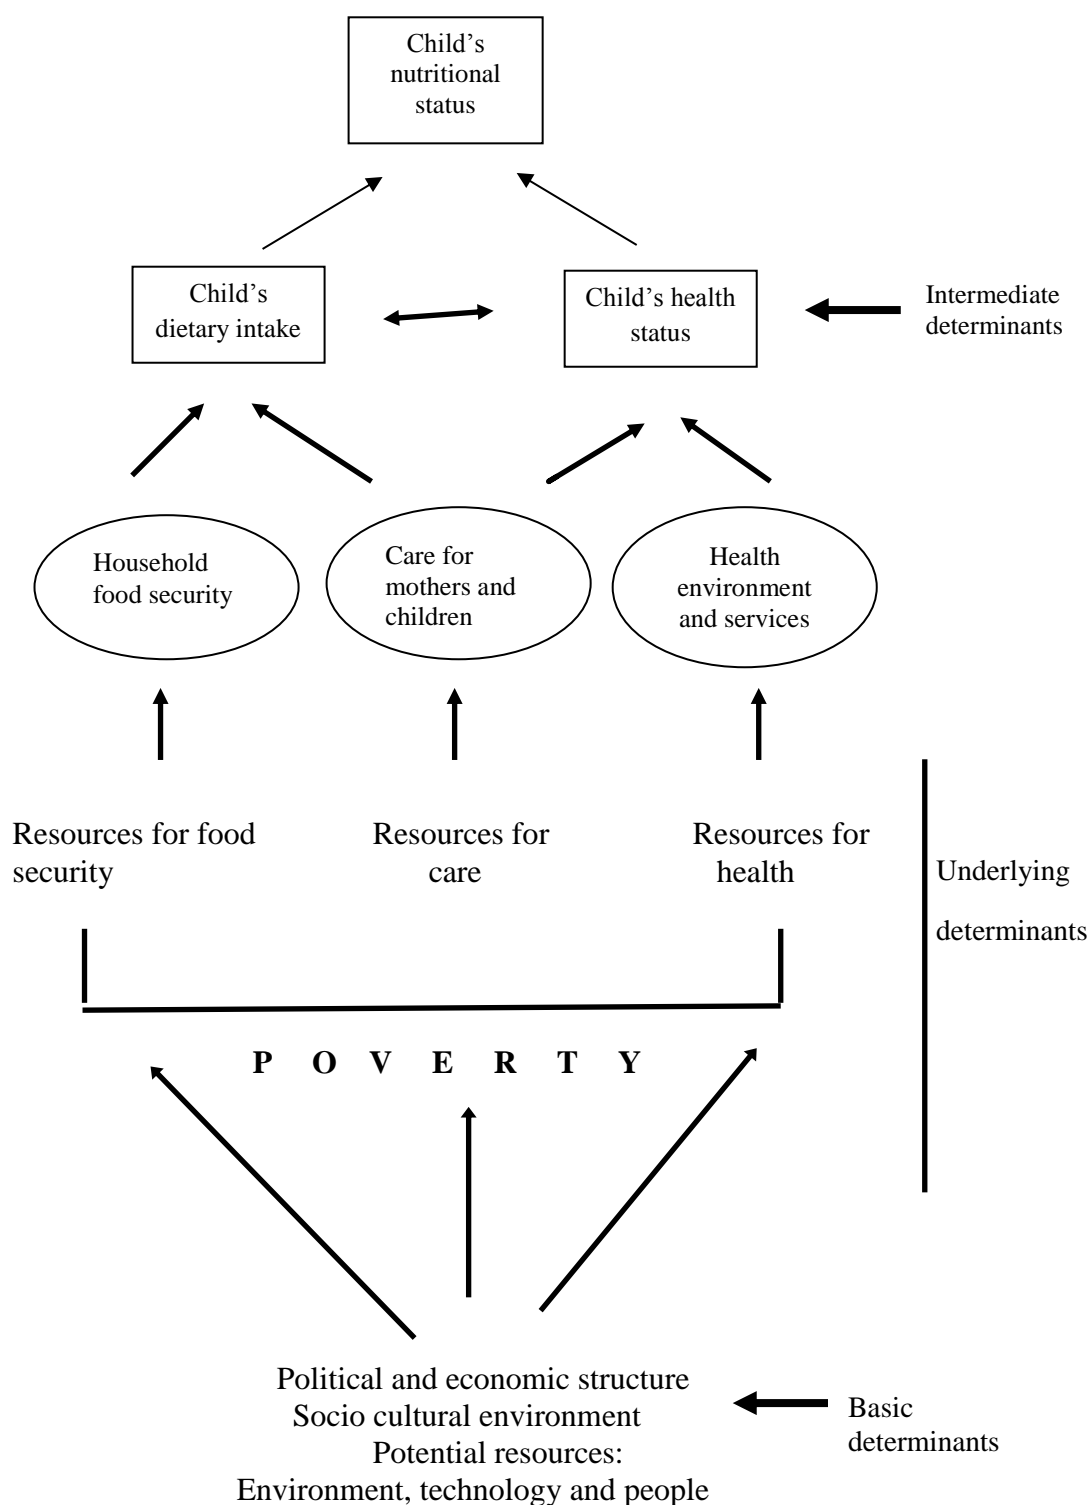 Child’s
nutritional
status
Child’s
dietary intake
Child’s health
status
Intermediate
determinants
Household
food security
Care for
mothers and
children
Health
environment
and services
Resources for food
security
Resources for
care
Resources for
health
Underlying
determinants
P O V E R T Y
Political and economic structure
Socio cultural environment
Potential resources:
Environment, technology and people
Basic
determinants